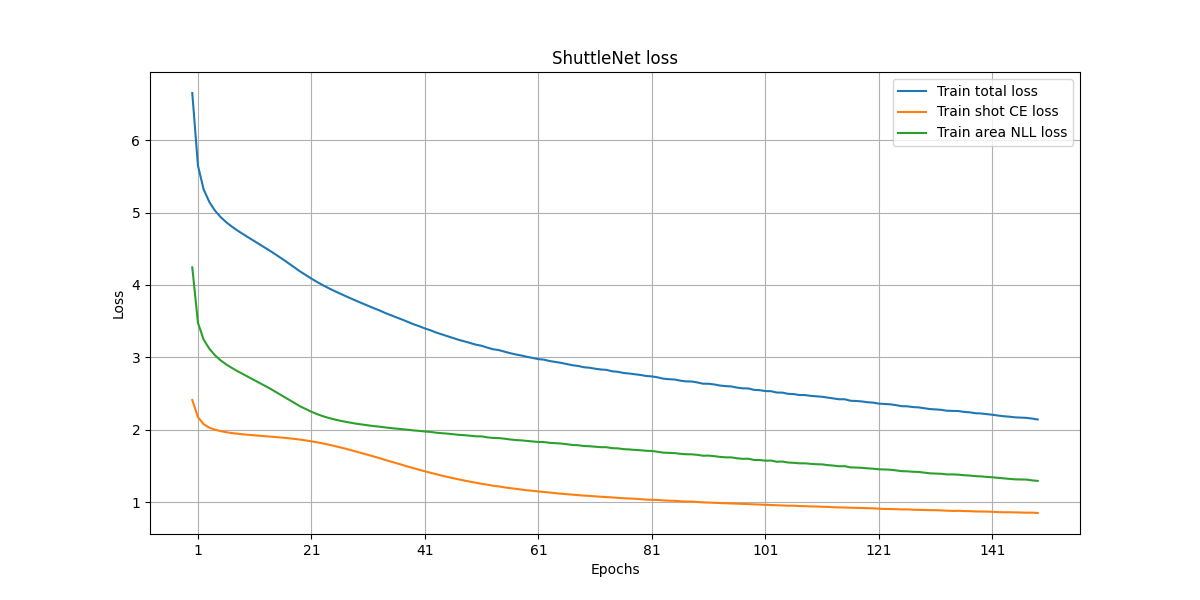 ShuttleNet loss
Train total loss
Train shot CE loss
Train area NLL loss
6
5
4
3
2
1
Loss
1 21 41 61 81 101 121 141
Epochs